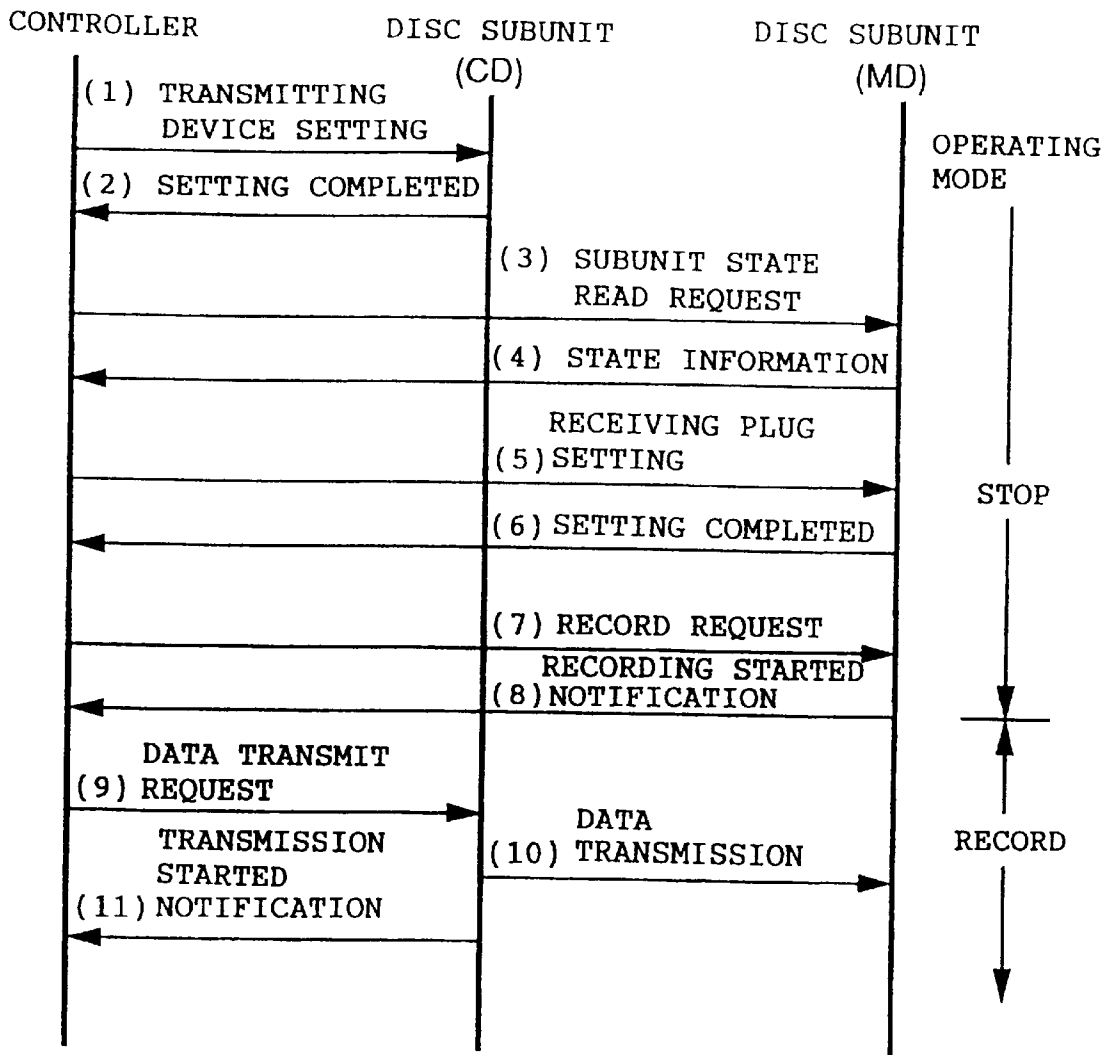 CONTROLLER
DISC SUBUNIT
(CD)
DISC SUBUNIT
(MD)
OPERATING
MODE
(1) TRANSMITTING
DEVICE SETTING
(2) SETTING COMPLETED
(3) SUBUNIT STATE
READ REQUEST
(4) STATE INFORMATION
RECEIVING PLUG
(5) SETTING
STOP
(6) SETTING COMPLETED
(7) RECORD REQUEST
RECORDING STARTED
(8) NOTIFICATION
DATA TRANSMIT
(9) REQUEST
DATA
(10) TRANSMISSION
RECORD
TRANSMISSION
STARTED
(11) NOTIFICATION